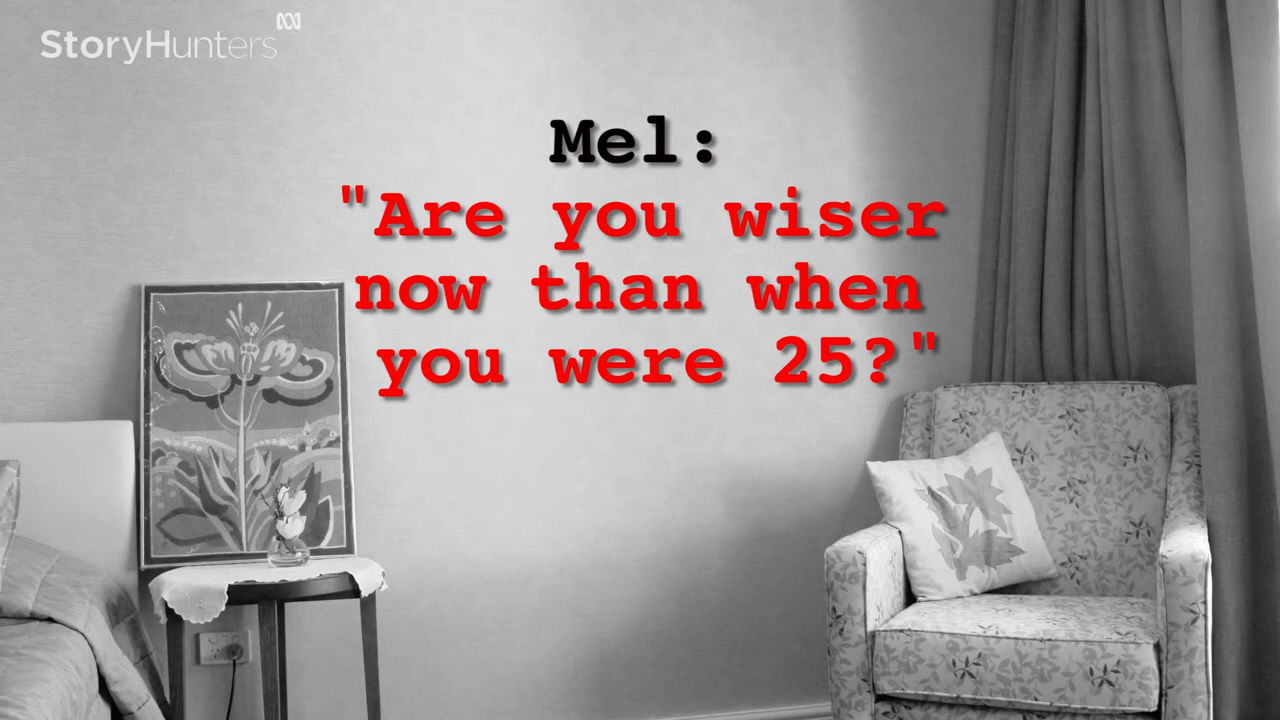 StoryHunters
Mel:
"Are you wiser
now than when
you were 25?"